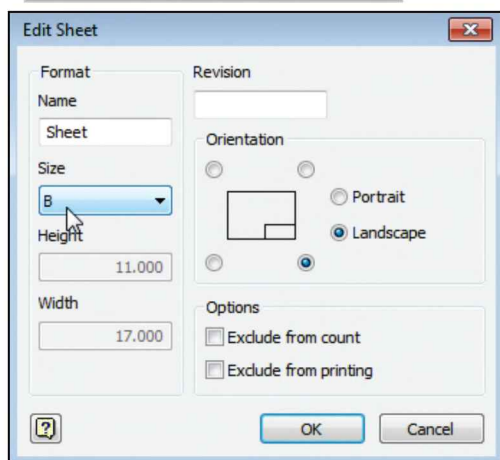 Edit Sheet
Format
Name
Sheet
Size
B
Height
11.000
Width
17.000
Revision
Orientation
Portrait
Landscape
Options
Exclude from count
Exclude from printing
?
OK
Cancel